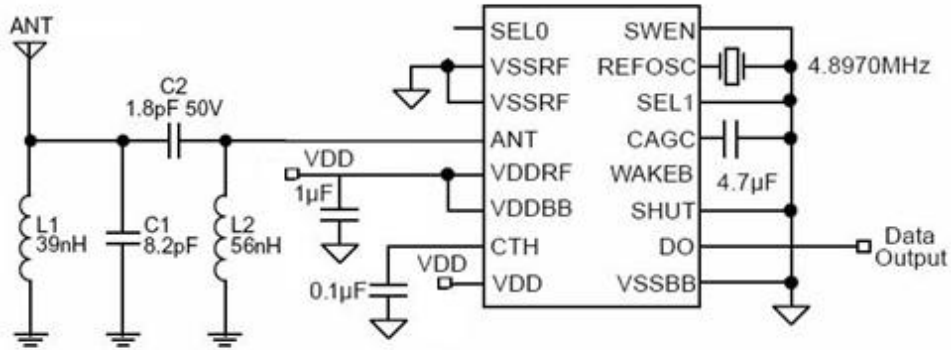 ANT
C2
1.8pF 50V
L1
39nH
C1
8.2pF
L2
56nH
VDD
1µF
VDD
0.1µF
SEL0
VSSRF
VSSRF
ANT
VDDRF
VDDBB
CTH
VDD
SWEN
REFOSC
SEL1
CAGC
WAKEB
SHUT
DO
VSSBB
4.8970MHz
4.7µF
Data
Output